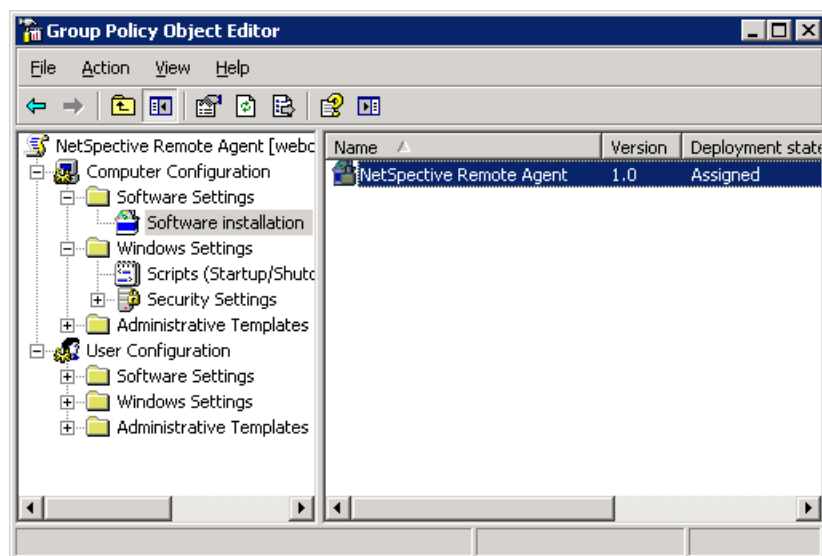 Group Policy Object Editor
File Action View Help
NetSpective Remote Agent [webc
Computer Configuration
Software Settings
Software installation
Windows Settings
Scripts (Startup/Shutc
Security Settings
Administrative Templates
User Configuration
Software Settings
Windows Settings
Administrative Templates
Name Version Deployment state
NetSpective Remote Agent 1.0 Assigned